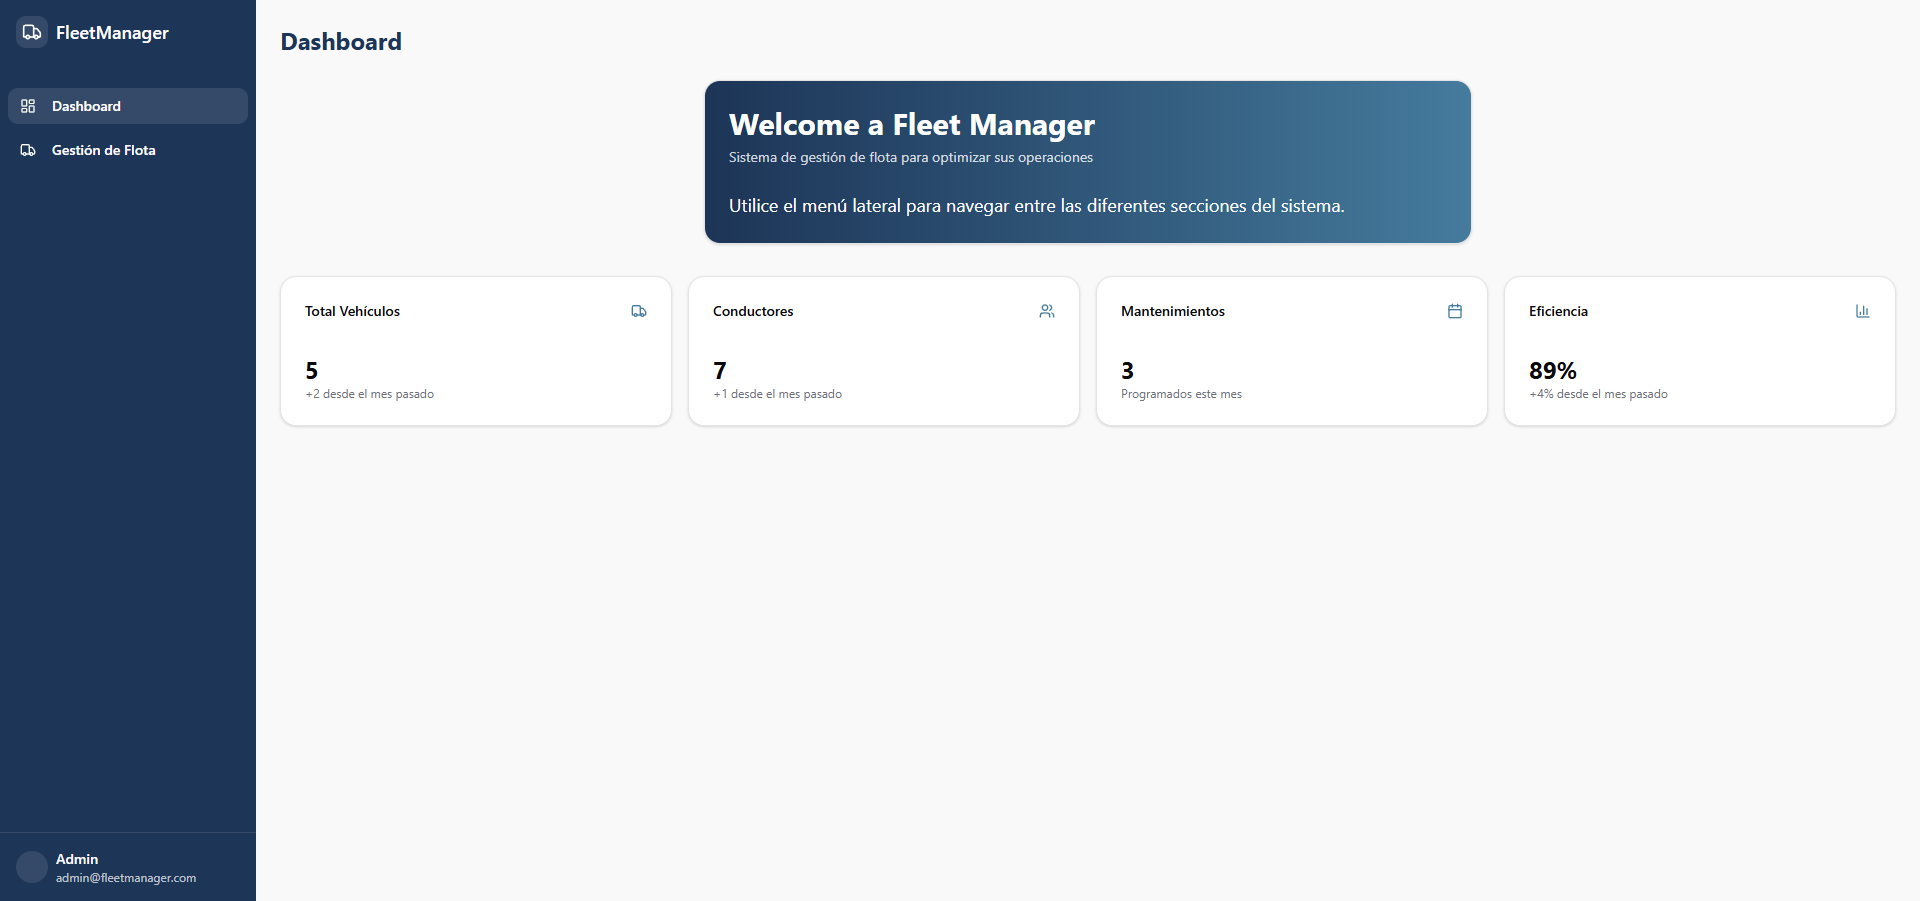 FleetManager
Dashboard
Gestión de Flota
Admin
admin@fleetmanager.com
Dashboard
Welcome a Fleet Manager
Sistema de gestión de flota para optimizar sus operaciones
Utilice el menú lateral para navegar entre las diferentes secciones del sistema.
Total Vehículos
5
+2 desde el mes pasado
Conductores
7
+1 desde el mes pasado
Mantenimientos
3
Programados este mes
Eficiencia
89%
+4% desde el mes pasado